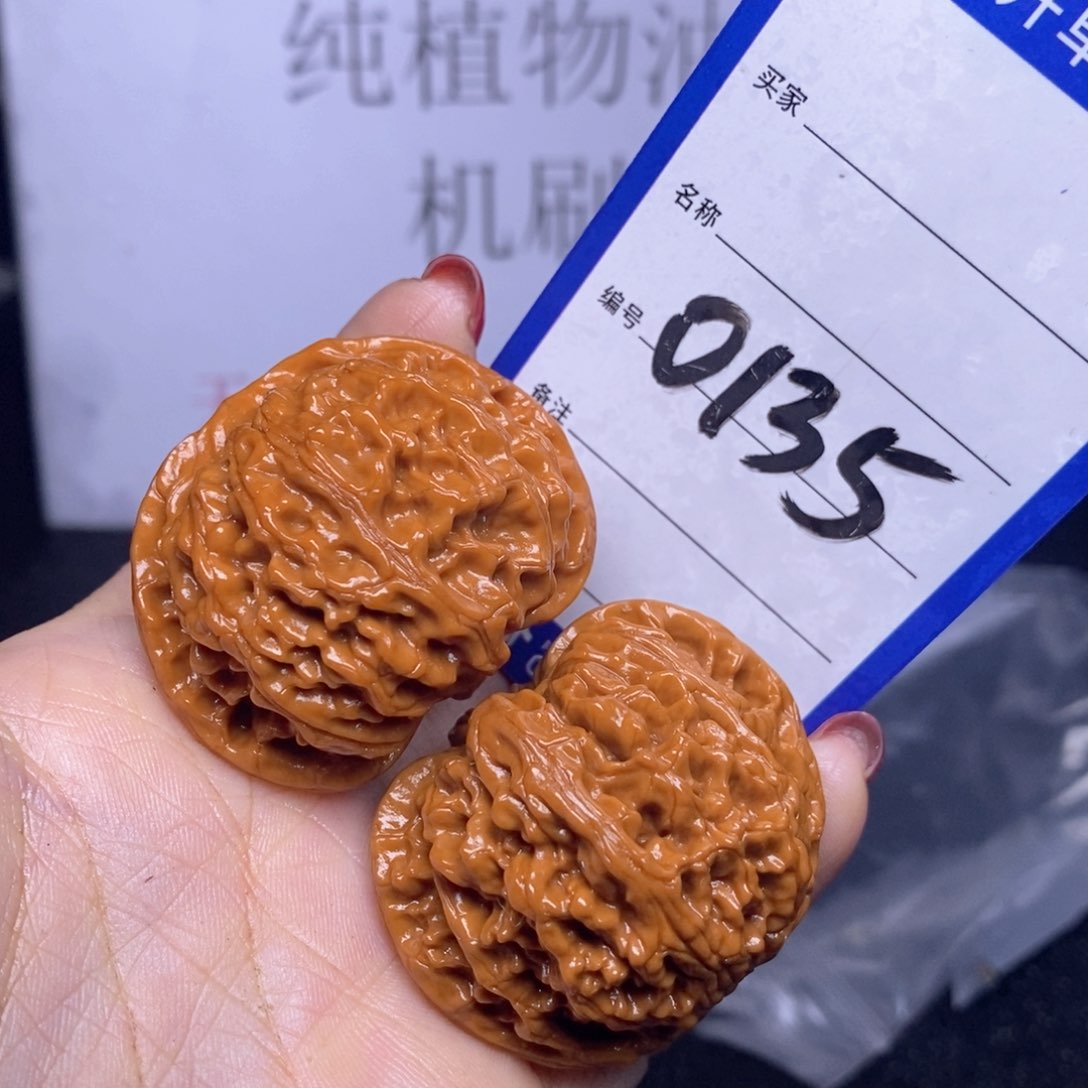 纯植物油
机刷
买家
名称
编号 0135
备注